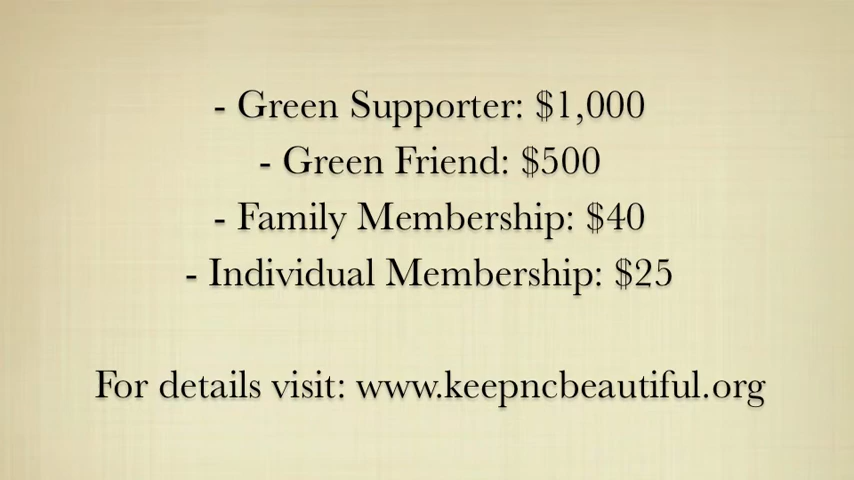 - Green Supporter: $1,000
- Green Friend: $500
- Family Membership: $40
- Individual Membership: $25
For details visit: www.keepncbeautiful.org